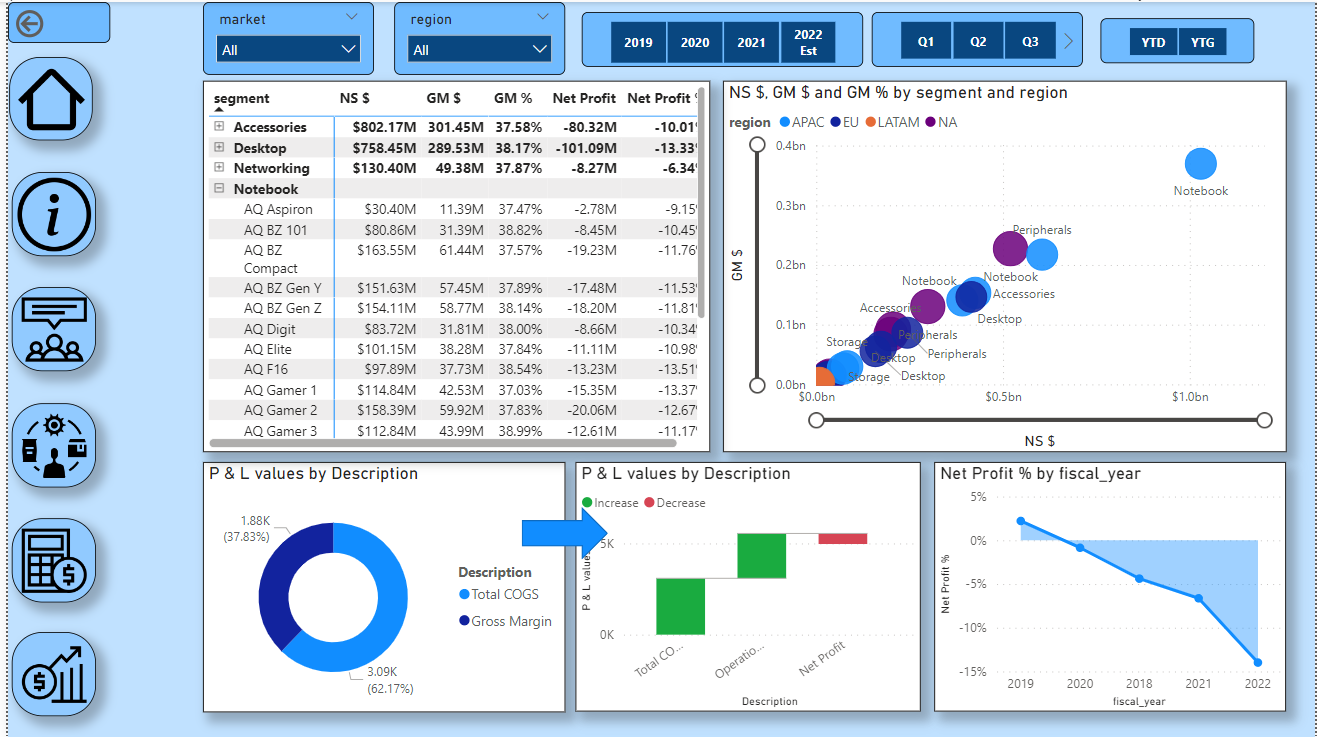 market
All
region
All
2019 2020 2021 2022
Est
Q1 Q2 Q3
YTD YTG
segment NS $ GM $ GM % Net Profit Net Profit %
Accessories $802.17M 301.45M 37.58% -80.32M -10.01
Desktop $758.45M 289.53M 38.17% -101.09M -13.33
Networking $130.40M 49.38M 37.87% -8.27M -6.34
Notebook
AQ Aspiron $30.40M 11.39M 37.47% -2.78M -9.15
AQ BZ 101 $80.86M 31.39M 38.82% -8.45M -10.45
AQ BZ $163.55M 61.44M 37.57% -19.23M -11.76
Compact
AQ BZ Gen Y $151.63M 57.45M 37.89% -17.48M -11.53
AQ BZ Gen Z $154.11M 58.77M 38.14% -18.20M -11.81
AQ Digit $83.72M 31.81M 38.00% -8.66M -10.34
AQ Elite $101.15M 38.28M 37.84% -11.11M -10.98
AQ F16 $97.89M 37.73M 38.54% -13.23M -13.51
AQ Gamer 1 $114.84M 42.53M 37.03% -15.35M -13.37
AQ Gamer 2 $158.39M 59.92M 37.83% -20.06M -12.67
AQ Gamer 3 $112.84M 43.99M 38.99% -12.61M -11.17
NS $, GM $ and GM % by segment and region
region APAC EU LATAM NA
0.4bn
Notebook
0.3bn
Peripherals
0.2bn
GM $
Notebook
Notebook
Accessories
Accessories
Desktop
0.1bn
Peripherals
Storage
Peripherals
Desktop
Storage
Desktop
0.0bn
$0.0bn $0.5bn $1.0bn
NS $
P & L values by Description
1.88K
(37.83%)
Description
Total COGS
Gross Margin
3.09K
(62.17%)
P & L values by Description
Increase Decrease
5K
P & L values
0K
Total CO...
Operatio...
Net Profit
Description
Net Profit % by fiscal_year
5%
0%
-5%
-10%
-15%
Net Profit %
2019 2020 2018 2021 2022
fiscal_year